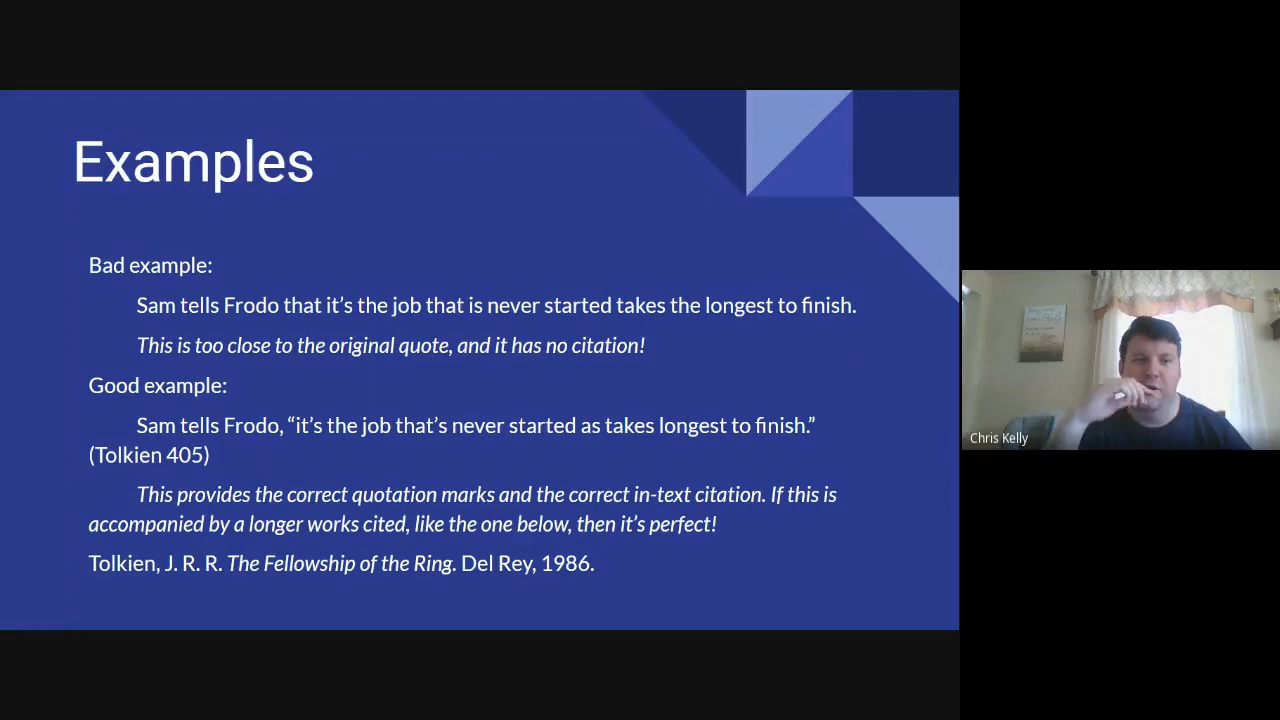 Examples
Bad example:
Sam tells Frodo that it’s the job that is never started takes the longest to finish.
This is too close to the original quote, and it has no citation!
Good example:
Sam tells Frodo, “it’s the job that’s never started as takes longest to finish.”
(Tolkien 405)
This provides the correct quotation marks and the correct in-text citation. If this is
accompanied by a longer works cited, like the one below, then it’s perfect!
Tolkien, J. R. R. The Fellowship of the Ring. Del Rey, 1986.
Chris Kelly